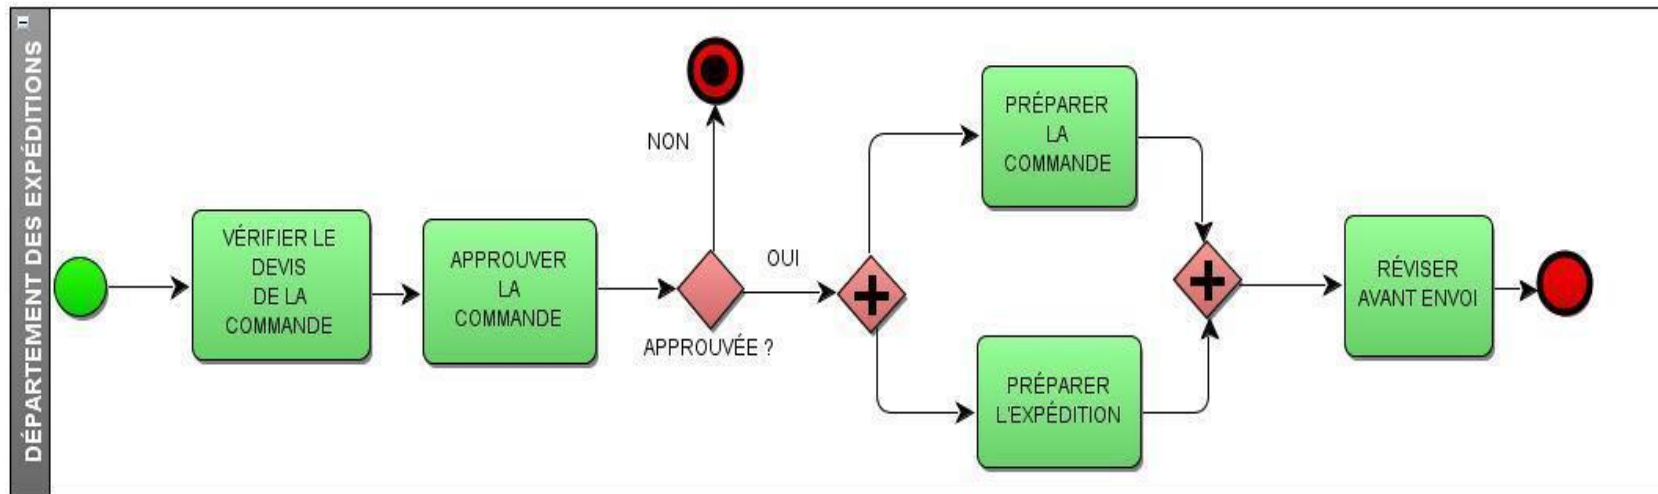 DÉPARTEMENT DES EXPÉDITIONS
VÉRIFIER LE
DEVIS
DE LA
COMMANDE
APPROUVER
LA
COMMANDE
NON
OUI
APPROUVÉE ?
PRÉPARER
LA
COMMANDE
PRÉPARER
L'EXPÉDITION
RÉVISER
AVANT ENVOI